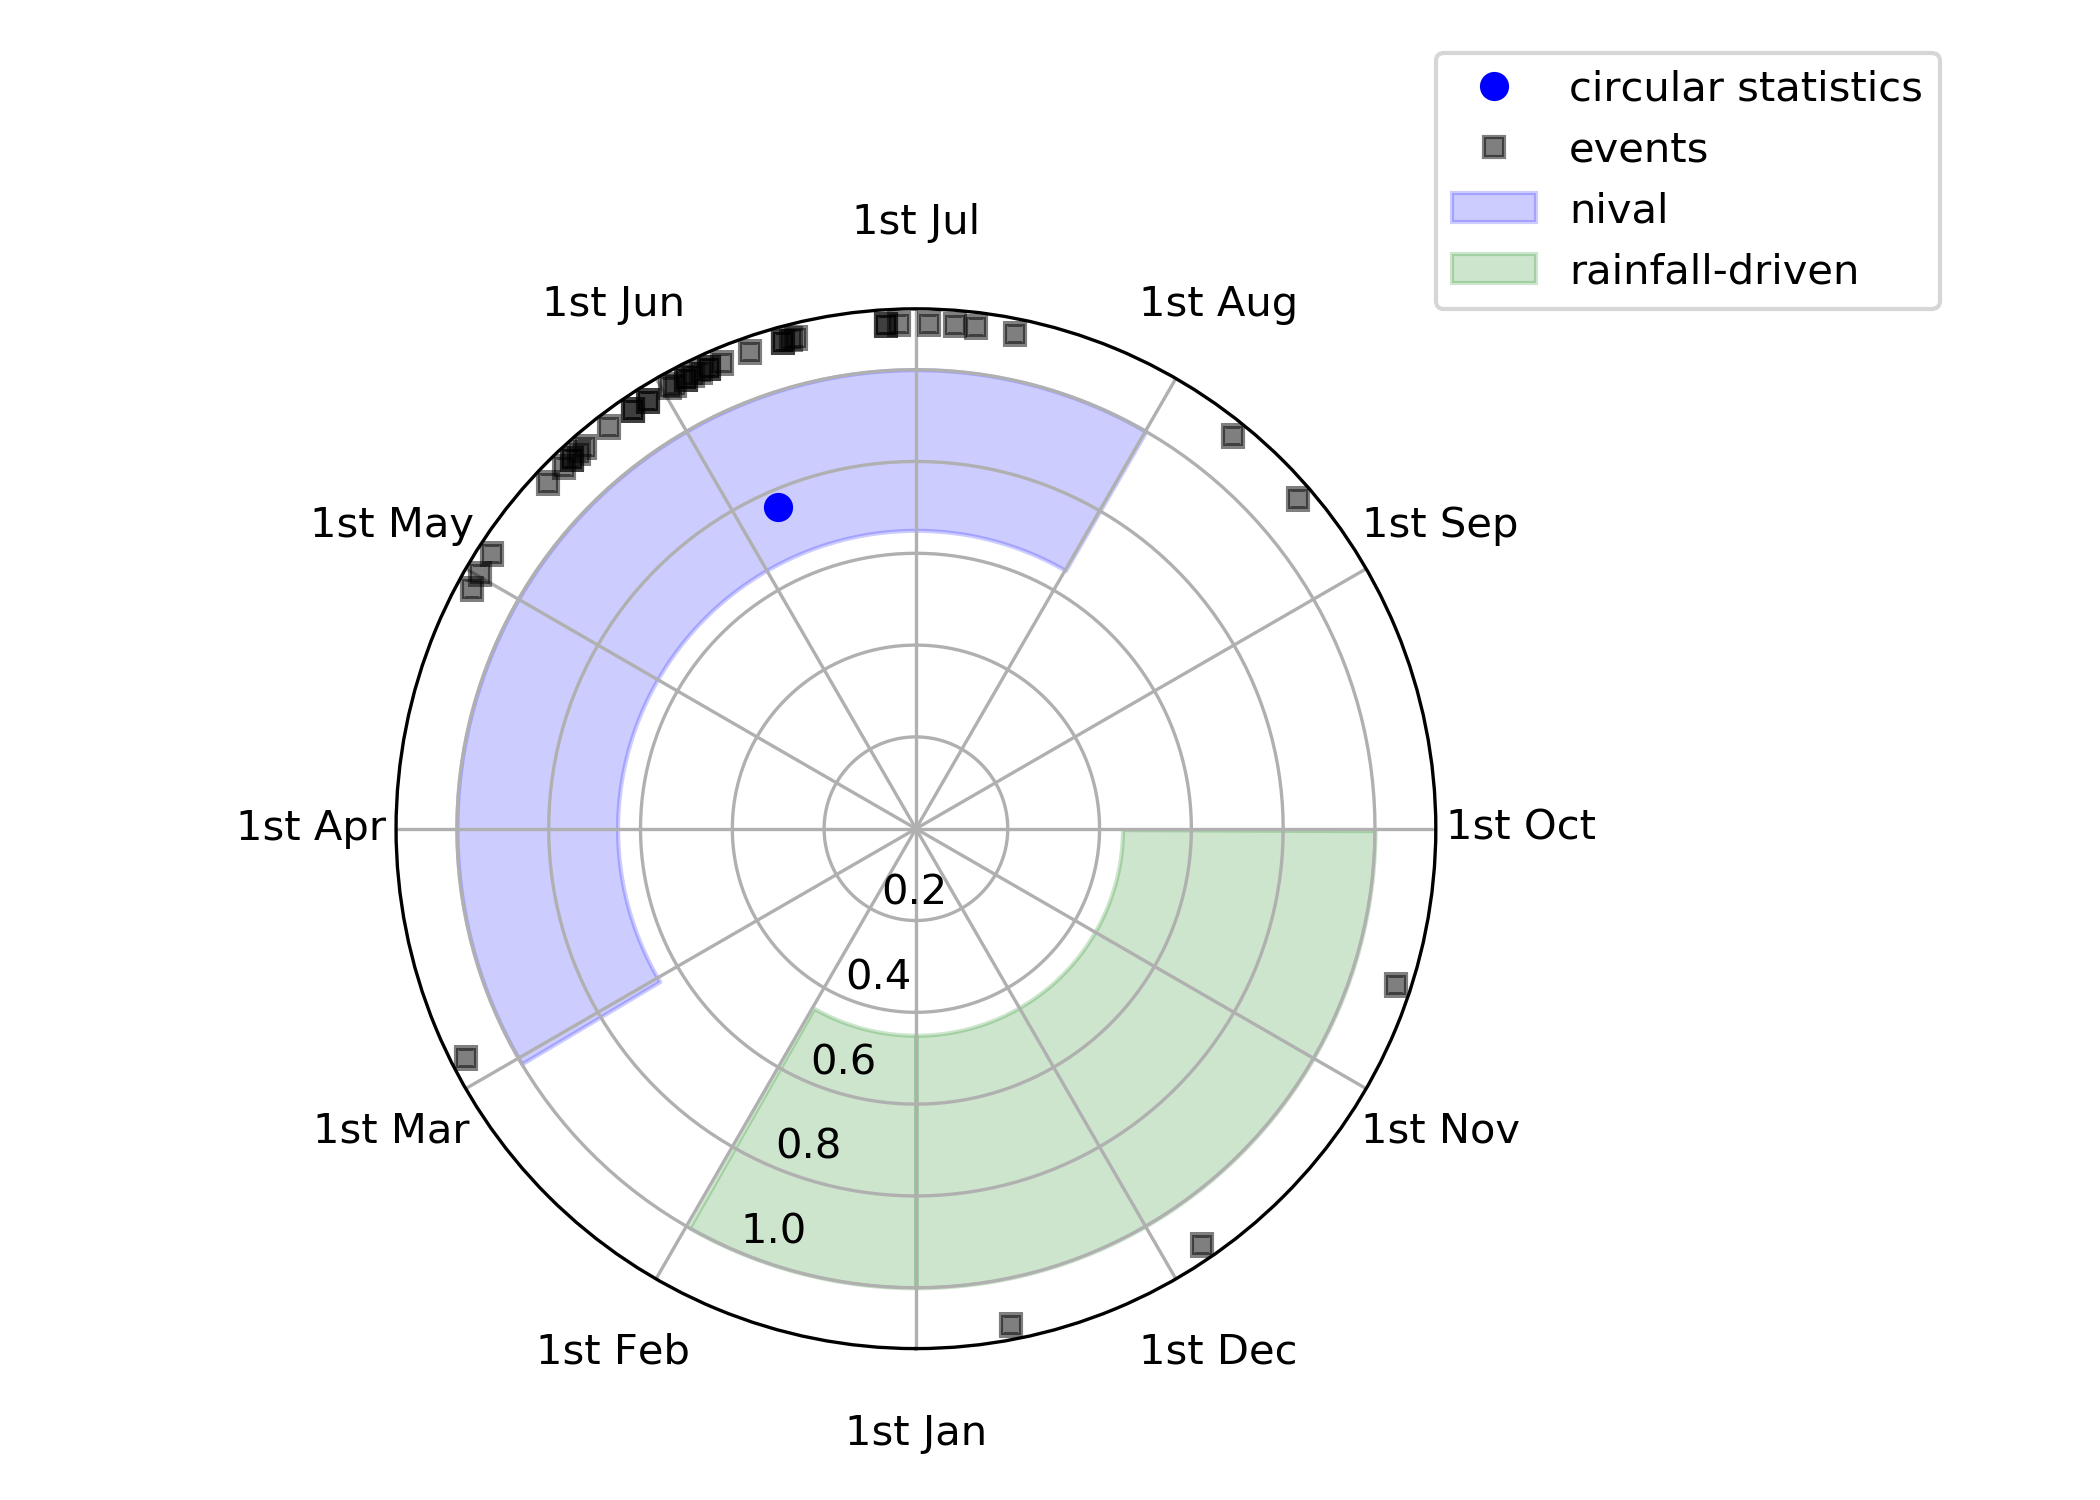 circular statistics
events
nival
rainfall-driven
1st Jul
1st Jun
1st Aug
1st May
1st Sep
1st Apr
1st Oct
0.2
0.4
0.6
1st Mar
1st Nov
0.8
1.0
1st Feb
1st Dec
1st Jan